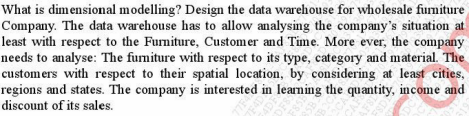 What is dimensional modelling? Design the data warehouse for wholesale furniture
Company. The data warehouse has to allow analysing the company's situation at
least with respect to the Furniture, Customer and Time. More ever, the company
needs to analyse: The furniture with respect to its type, category and material. The
customers with respect to their spatial location, by considering at least cities,
regions and states. The company is interested in learning the quantity, income and
discount of its sales.